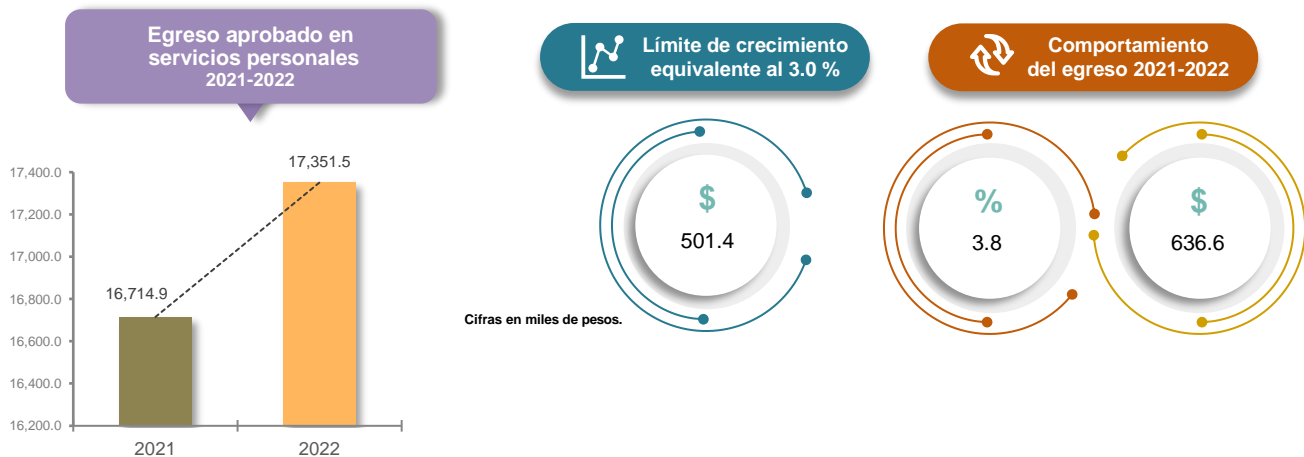 Egreso aprobado en
servicios personales
2021-2022
Límite de crecimiento
equivalente al 3.0 %
Comportamiento
del egreso 2021-2022
17,400.0
17,200.0
17,000.0
16,800.0
16,600.0
16,400.0
16,200.0
16,714.9
17,351.5
2021
2022
$
501.4
%
3.8
$
636.6
Cifras en miles de pesos.